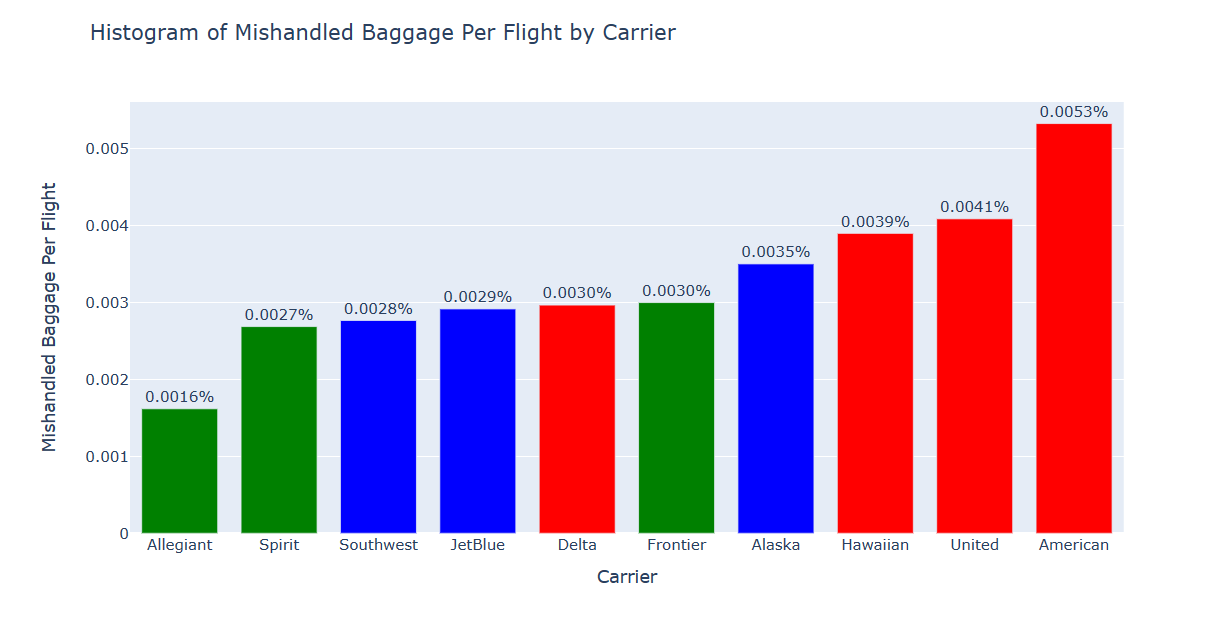 Histogram of Mishandled Baggage Per Flight by Carrier
Mishandled Baggage Per Flight
0.005
0.004
0.003
0.002
0.001
0
0.0016%
0.0027%
0.0028%
0.0029%
0.0030%
0.0030%
0.0035%
0.0039%
0.0041%
0.0053%
Allegiant
Spirit
Southwest
JetBlue
Delta
Frontier
Alaska
Hawaiian
United
American
Carrier